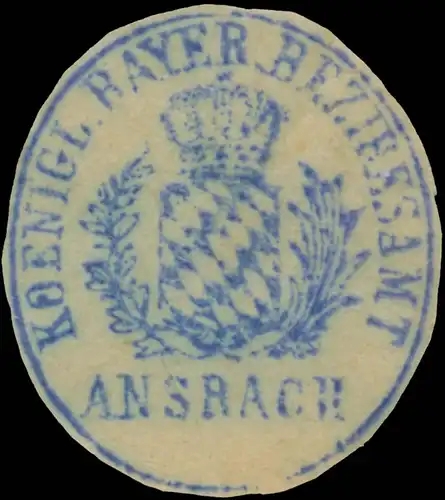 KOENIGL. BAYER. BEZIRKSAMT
ANSBACH